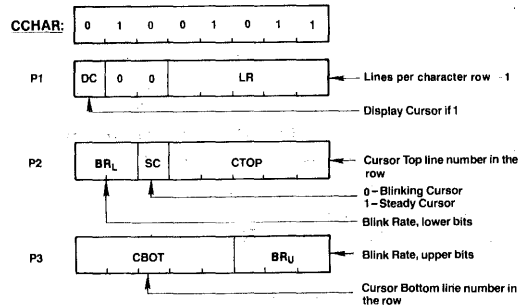 CCHAR: 0 1 0 0 1 0 1 1
P1 DC 0 0 LR Lines per character row - 1
Display Cursor if 1
P2 BRL SC CTOP Cursor Top line number in the
row
0 – Blinking Cursor
1 – Steady Cursor
Blink Rate, lower bits
P3 CBOT BRU Blink Rate, upper bits
Cursor Bottom line number in
the row